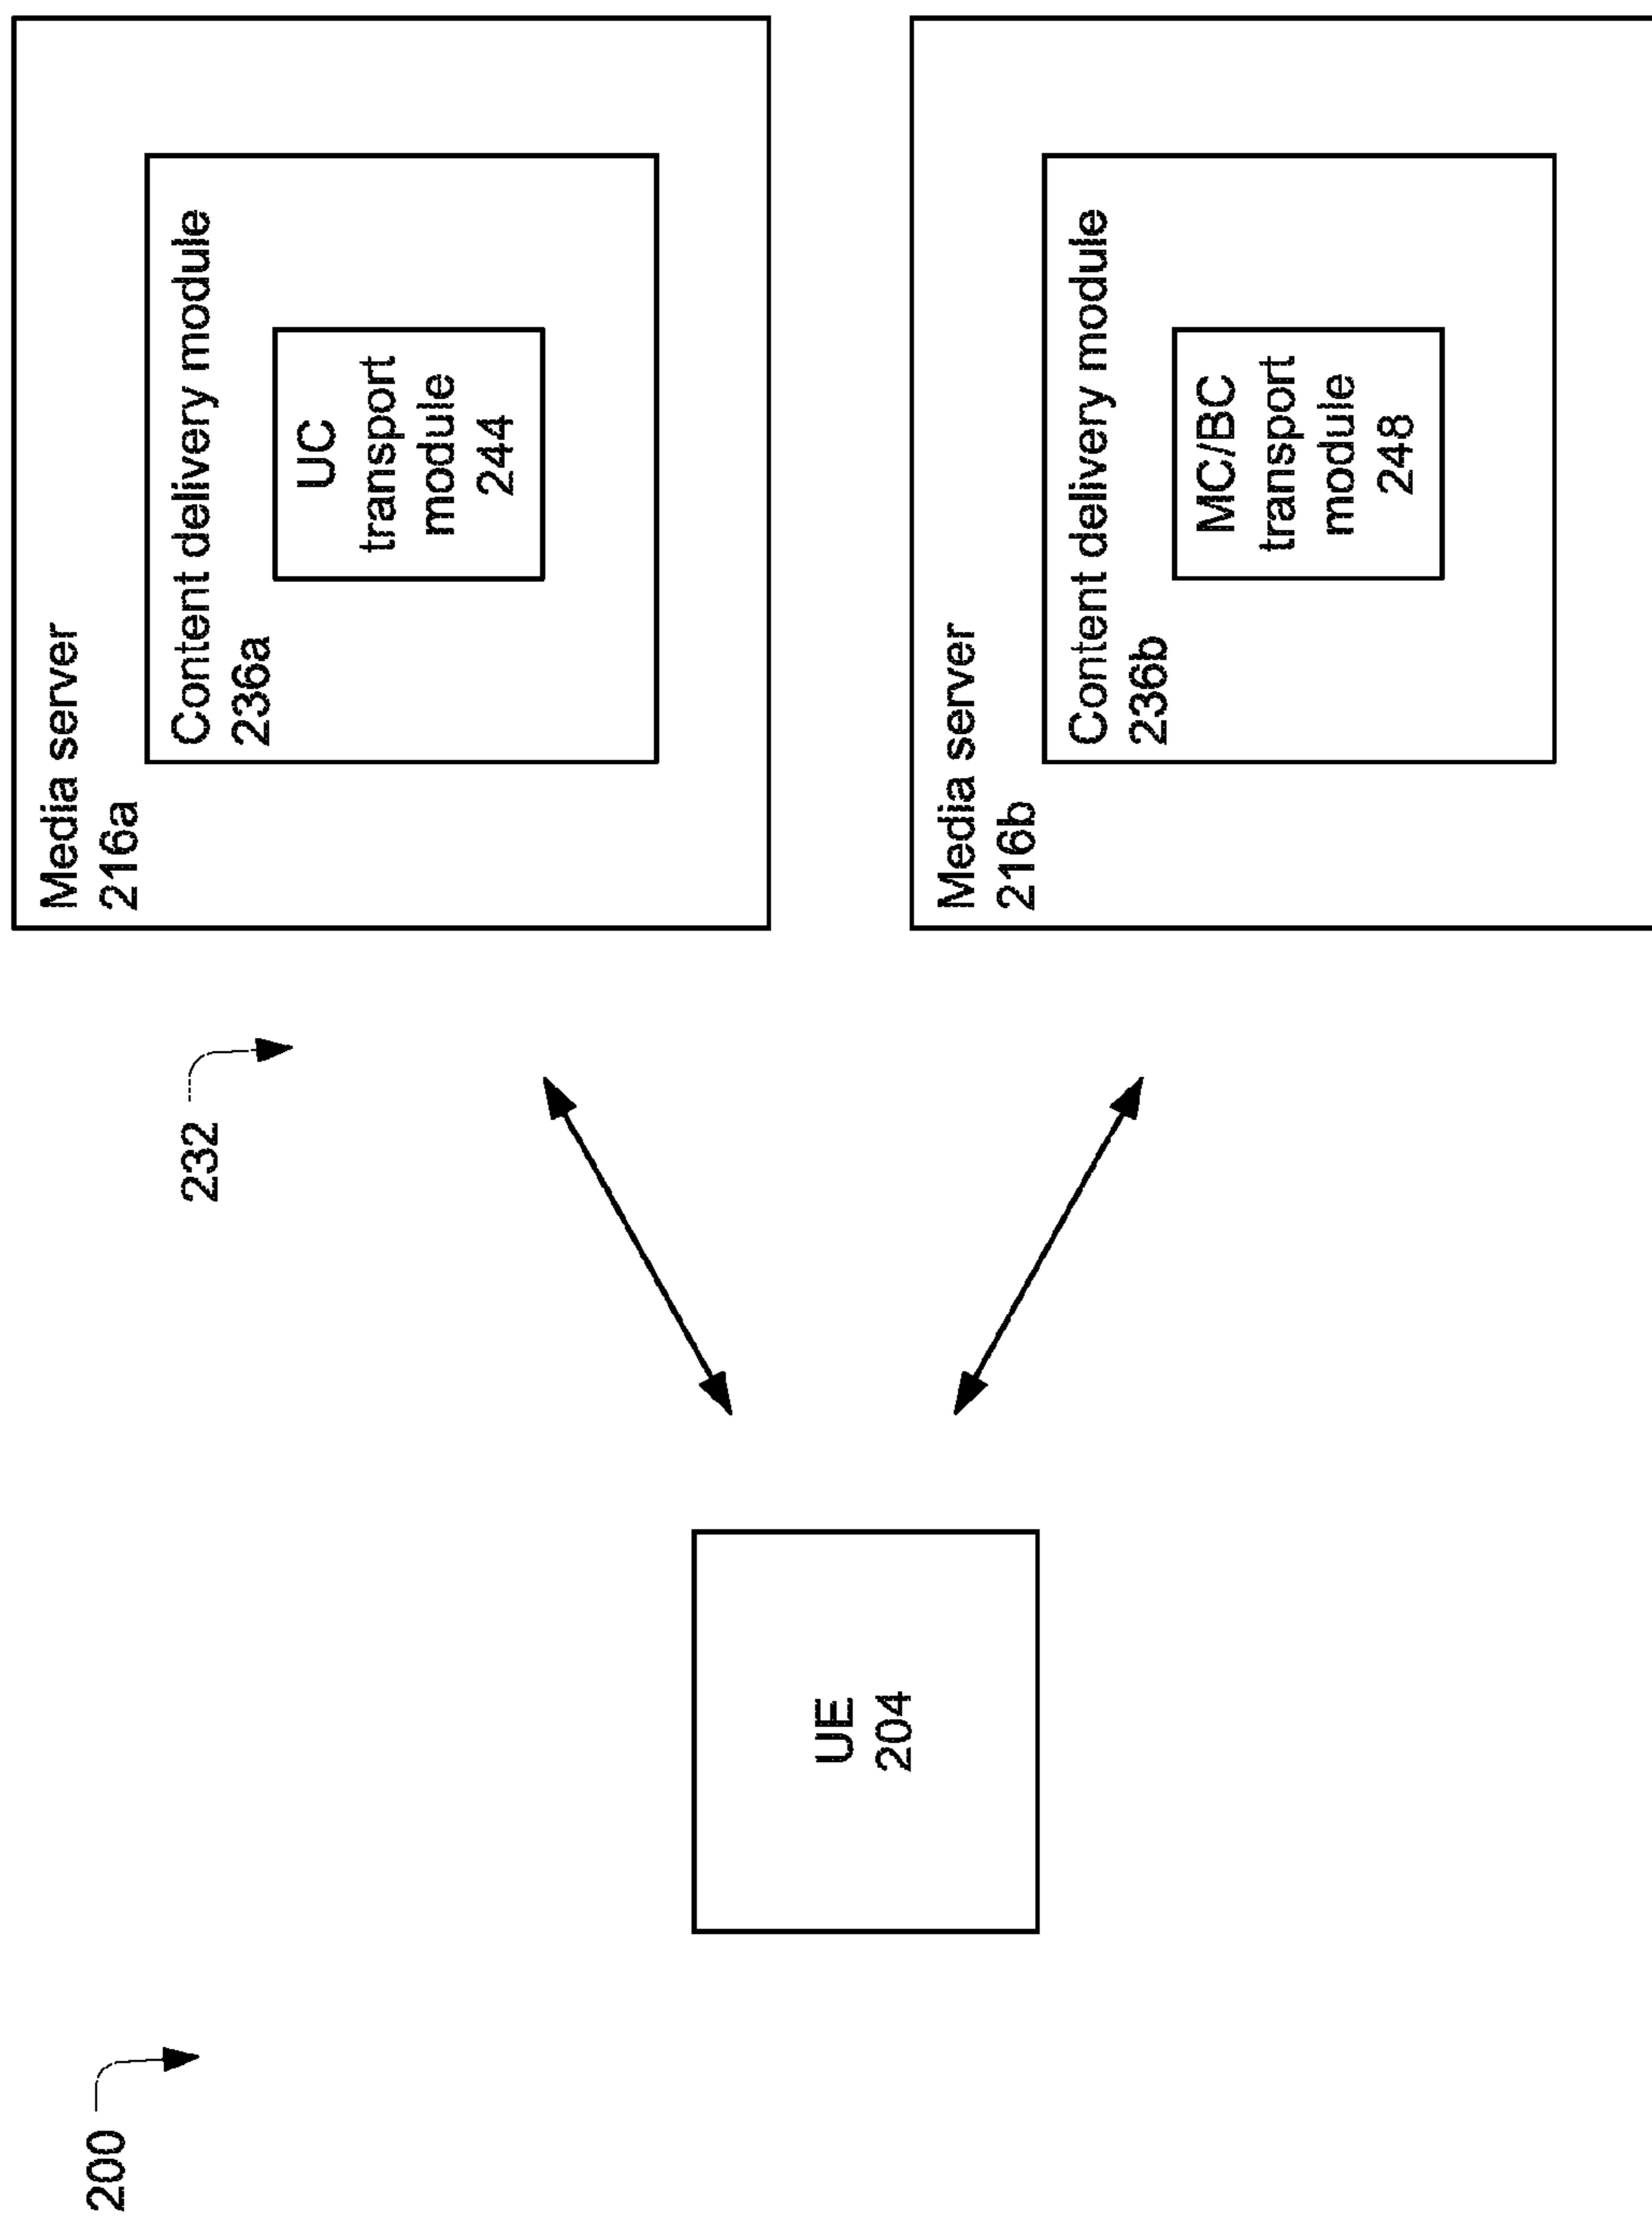 200
UE
204
232
Media server
216a
Content delivery module
236a
UC
transport
module
244
Media server
216b
Content delivery module
236b
MC/BC
transport
module
248